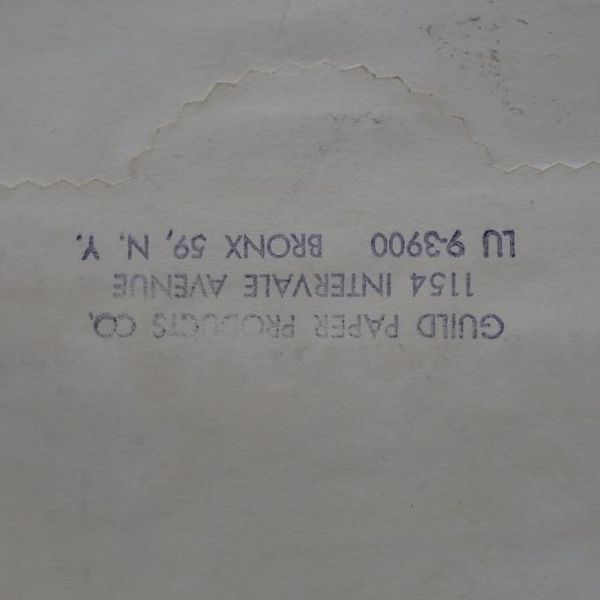 GUILD PAPER PRODUCTS CO.
1154 INTERVALE AVENUE
LU 9-3900 BRONX 59, N. Y.